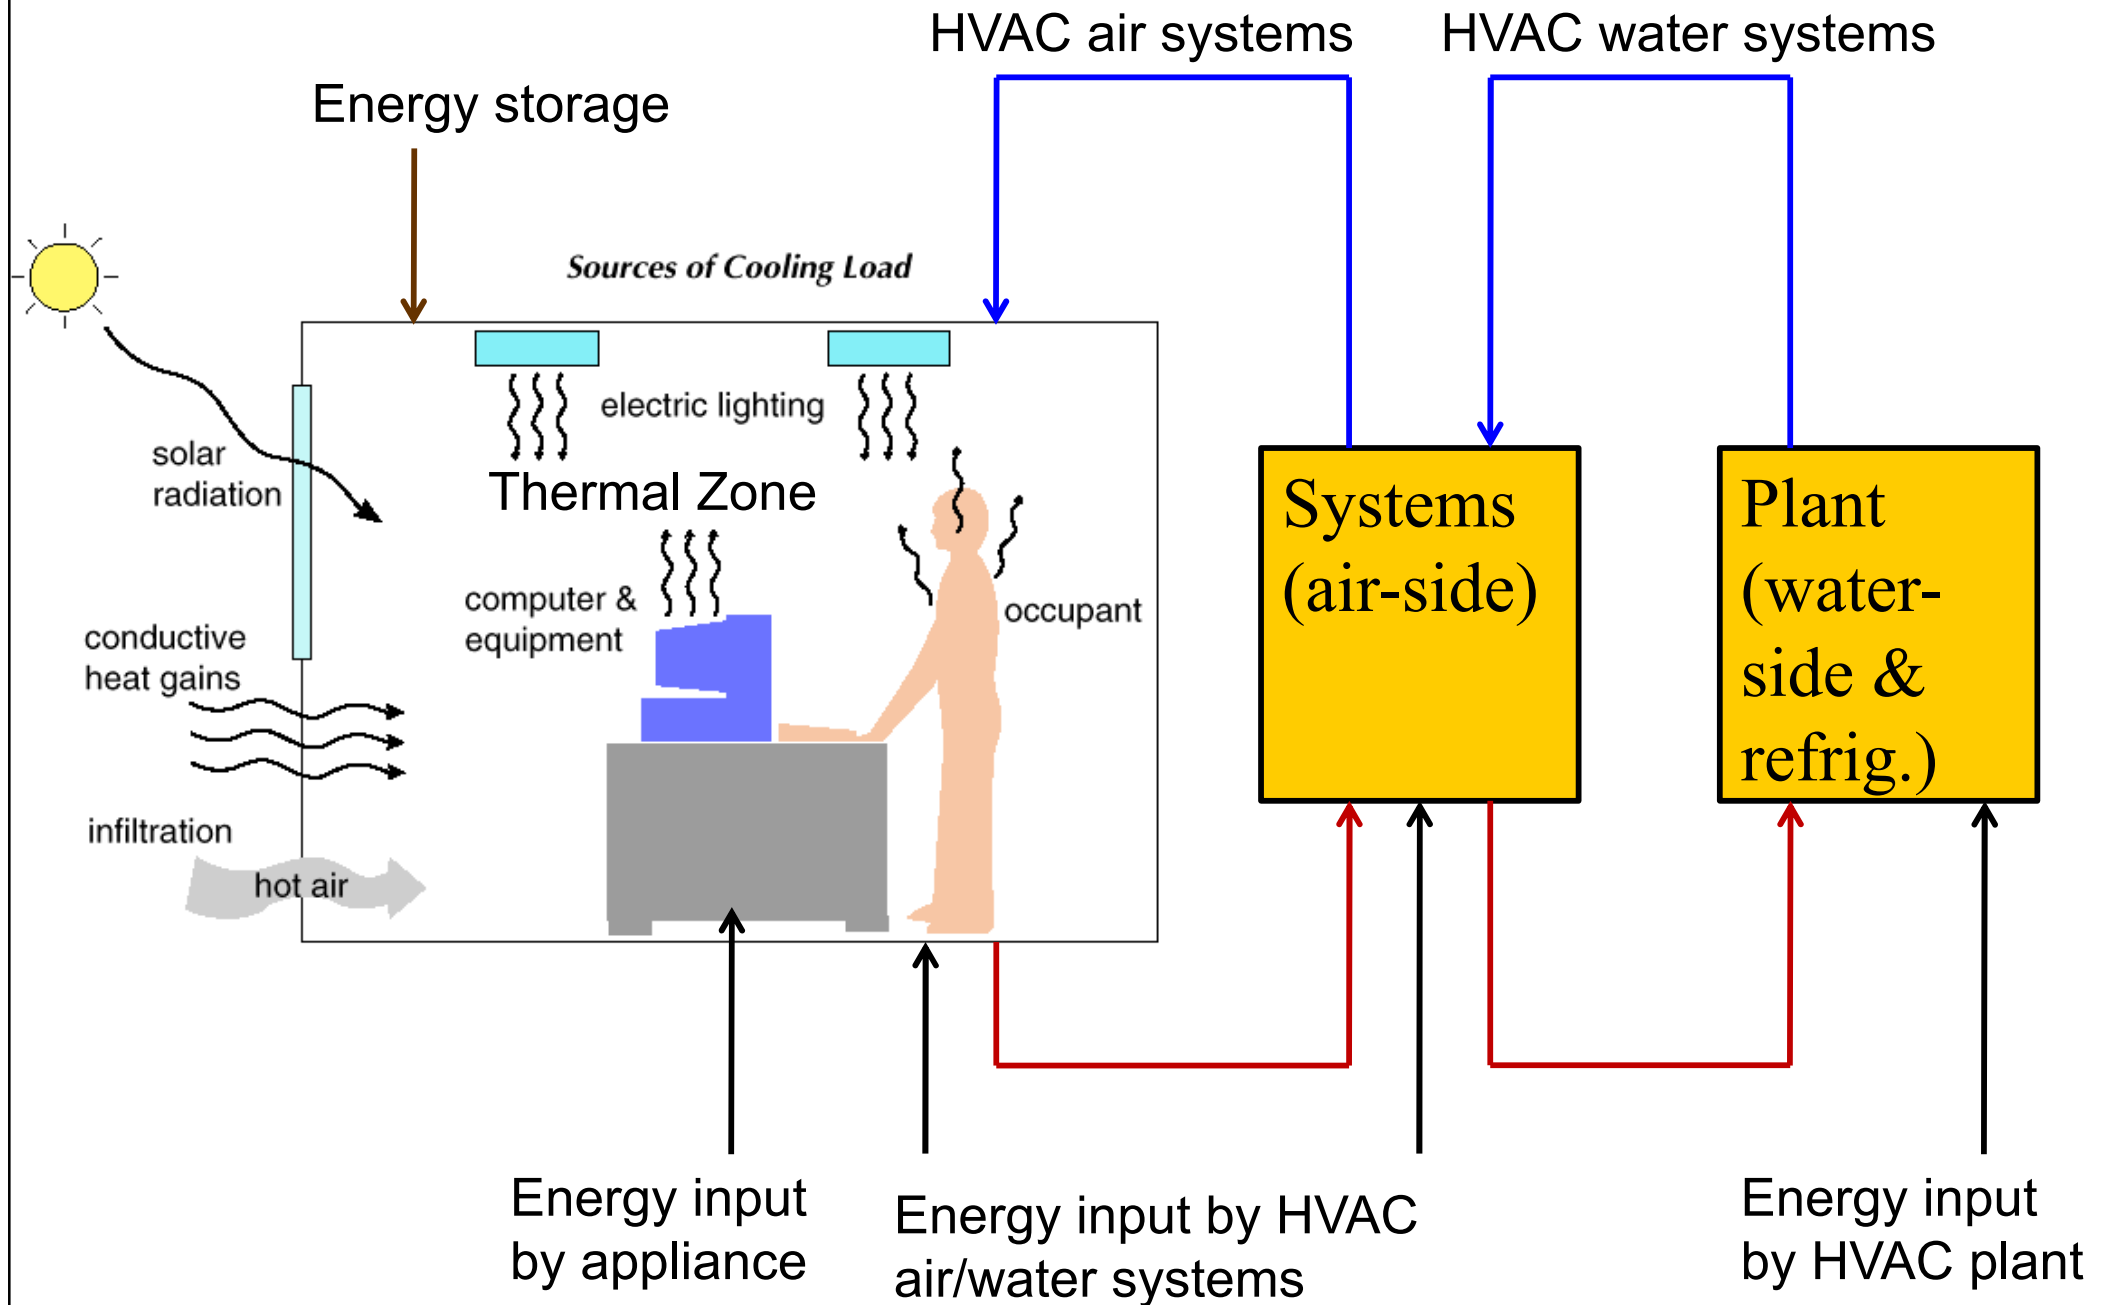 HVAC air systems
HVAC water systems
Energy storage
Sources of Cooling Load
electric lighting
solar
radiation
Thermal Zone
Systems
(air-side)
Plant
(water-
side &
refrig.)
computer &
equipment
occupant
conductive
heat gains
infiltration
hot air
Energy input
by appliance
Energy input by HVAC
air/water systems
Energy input
by HVAC plant